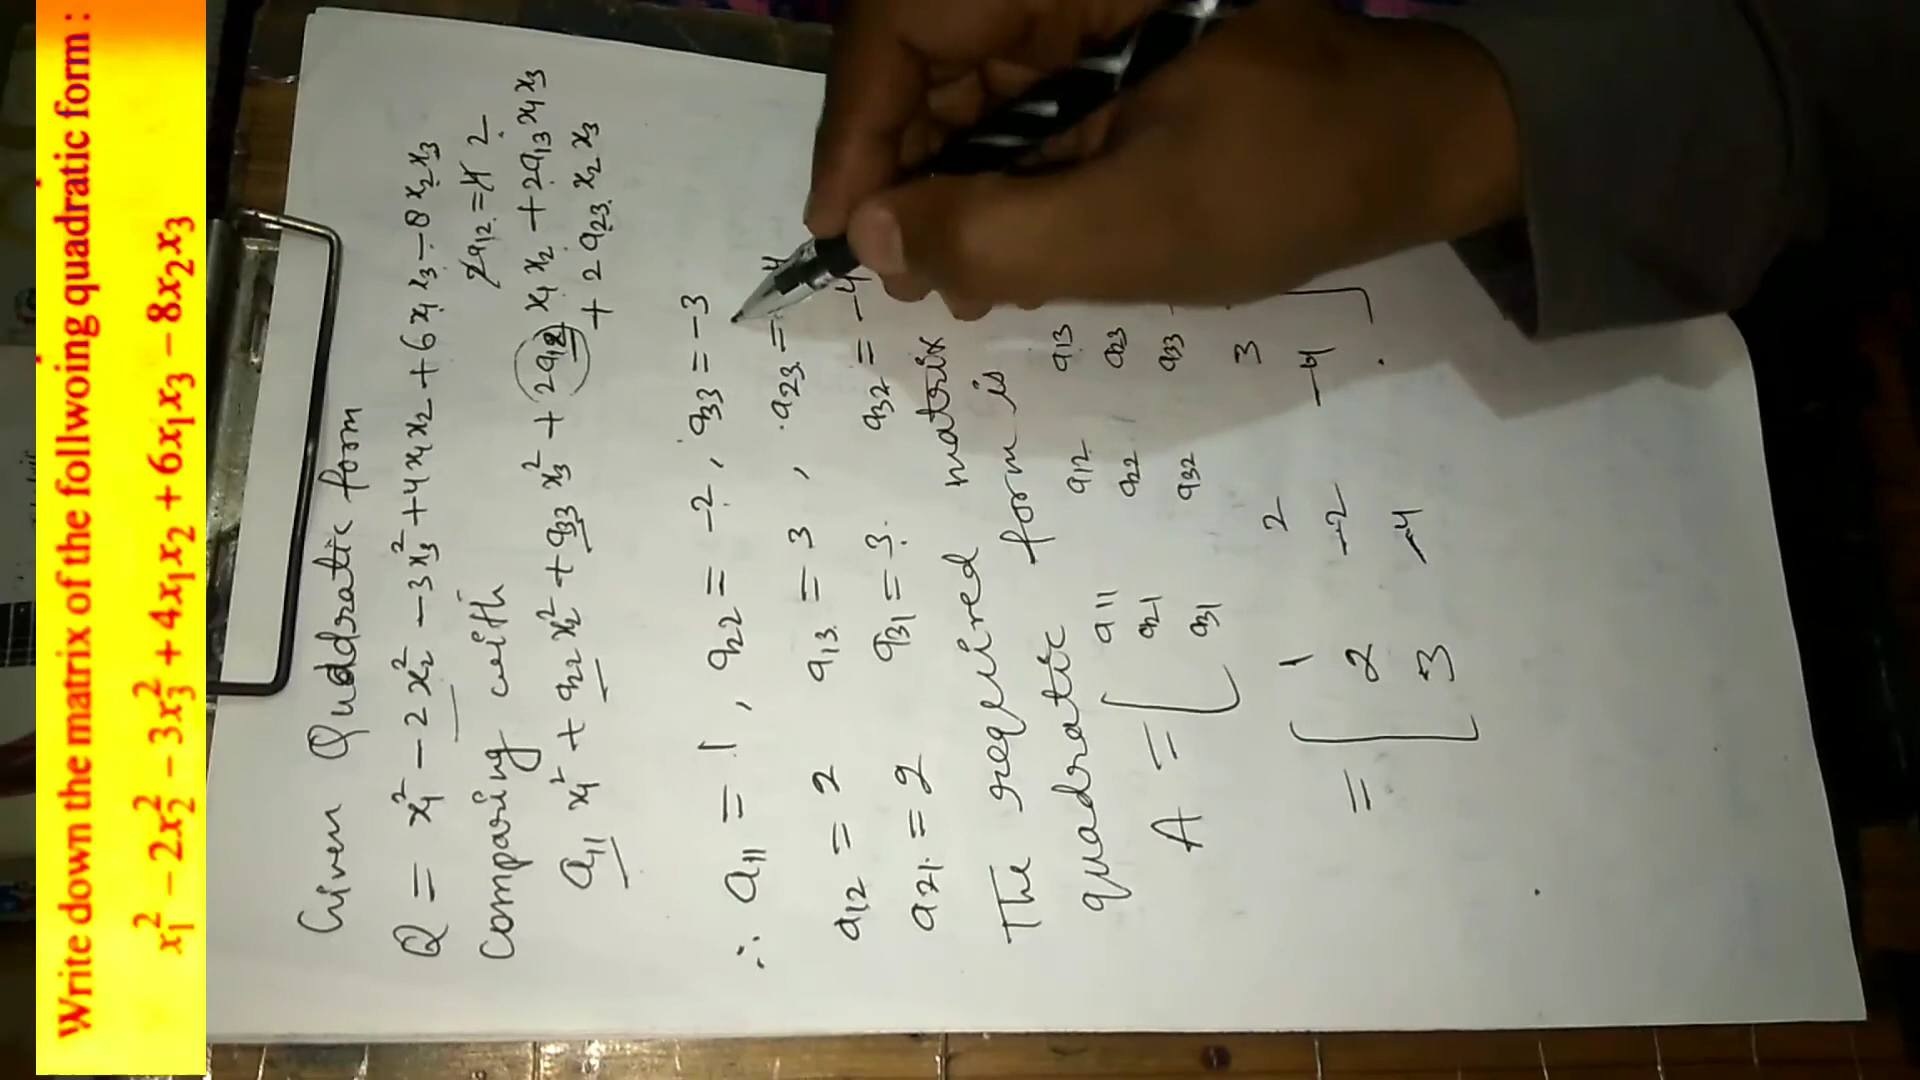 Write down the matrix of the follwoing quadratic form :
x₁² − 2x₂² − 3x₃² + 4x₁x₂ + 6x₁x₃ − 8x₂x₃
Given Quadratic form
Q = x₁² − 2x₂² − 3x₃² + 4x₁x₂ + 6x₁x₃ − 8x₂x₃
comparing with
2a₁₂ = 4 2
a₁₁ x₁² + a₂₂ x₂² + a₃₃ x₃² + 2a₁₂ x₁x₂ + 2a₁₃ x₁x₃
+ 2a₂₃ x₂x₃
∴ a₁₁ = 1, a₂₂ = −2, a₃₃ = −3
a₁₂ = 2 a₁₃ = 3, a₂₃ = 4
a₂₁ = 2 a₃₁ = 3 a₃₂ = −4
The required matrix
quadratic form is
A = [ a₁₁ a₁₂ a₁₃
a₂₁ a₂₂ a₂₃
a₃₁ a₃₂ a₃₃
= [ 1 2 3
2 −2 −4
3 −4 ]